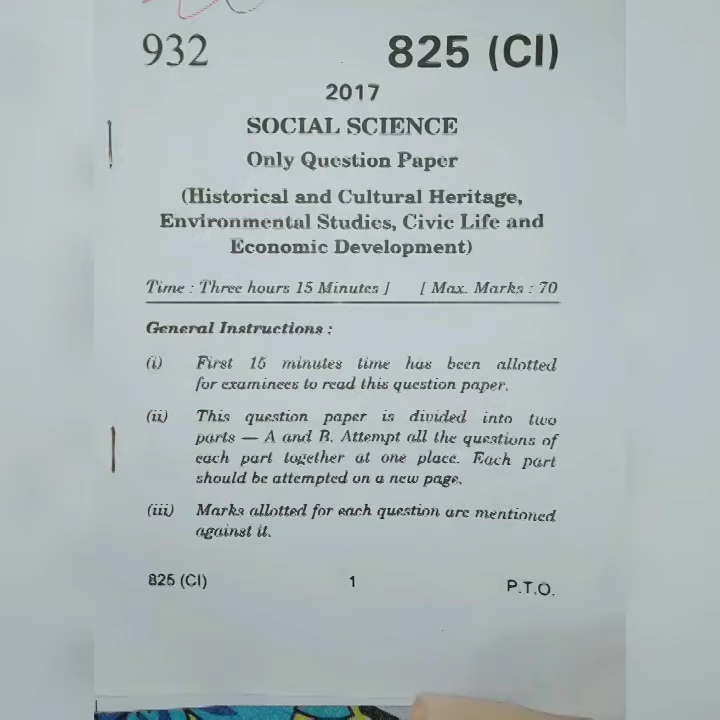 932 825 (CI)
2017
SOCIAL SCIENCE
Only Question Paper
(Historical and Cultural Heritage,
Environmental Studies, Civic Life and
Economic Development)
Time : Three hours 15 Minutes ] [ Max. Marks : 70
General Instructions :
(i) First 15 minutes time has been allotted
for examinees to read this question paper.
(ii) This question paper is divided into two
parts — A and B. Attempt all the questions of
each part together at one place. Each part
should be attempted on a new page.
(iii) Marks allotted for each question are mentioned
against it.
825 (CI) 1 P.T.O.